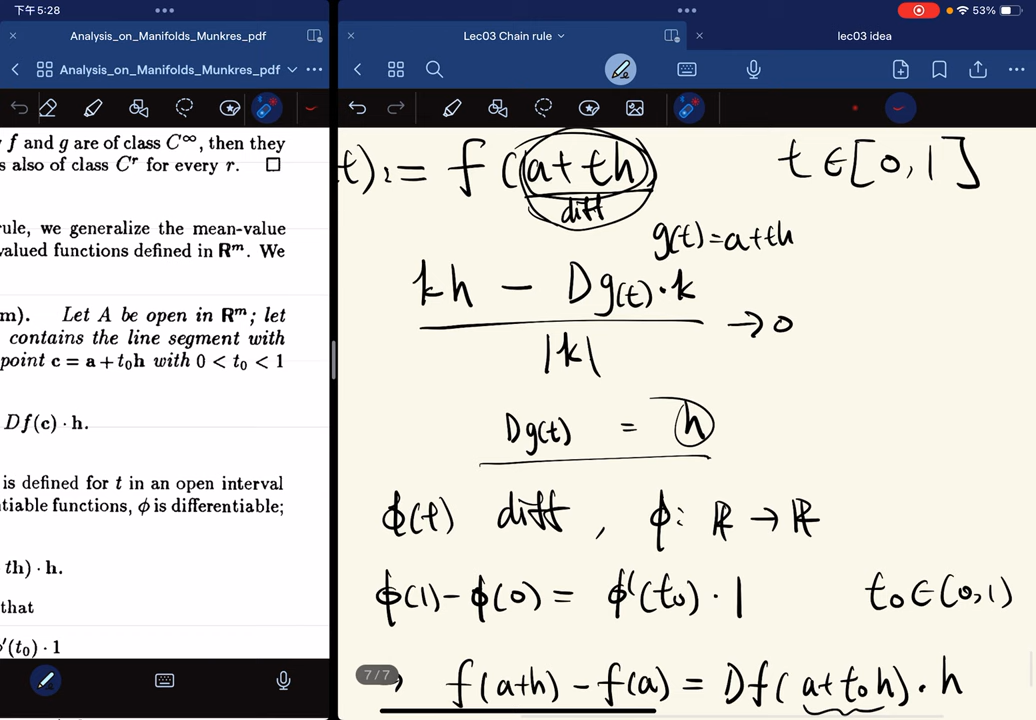 下午5:28
53%
Analysis_on_Manifolds_Munkres_pdf
Lec03 Chain rule
lec03 idea
Analysis_on_Manifolds_Munkres_pdf
f and g are of class C∞, then they
s also of class Cʳ for every r. □
rule, we generalize the mean-value
valued functions defined in Rᵐ. We
m). Let A be open in Rᵐ; let
contains the line segment with
point c = a + t₀h with 0 < t₀ < 1
Df(c) · h.
is defined for t in an open interval
tiable functions, ϕ is differentiable;
th) · h.
that
′(t₀) · 1
t) := f(a+th) t∈[0,1]
diff
g(t)=a+th
kh − Dg(t)·k
→0
|k|
Dg(t) = h
ϕ(t) diff, ϕ: ℝ → ℝ
ϕ(1)−ϕ(0) = ϕ'(t₀)·1 t₀∈(0,1)
7/7
f(a+h) − f(a) = Df(a+t₀h)·h